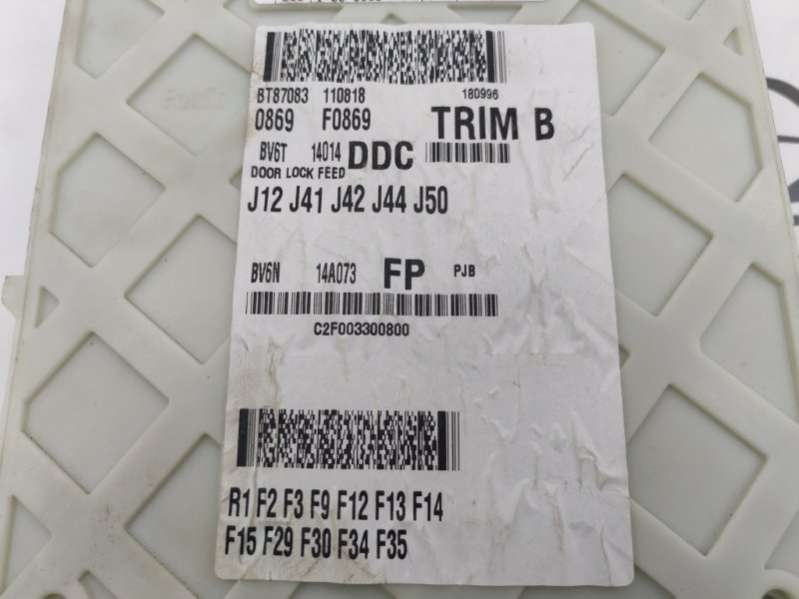 BT87083 110818 180996
0869 F0869 TRIM B
BV6T 14014 DDC
DOOR LOCK FEED
J12 J41 J42 J44 J50
BV6N 14A073 FP PJB
C2F003300800
R1 F2 F3 F9 F12 F13 F14
F15 F29 F30 F34 F35